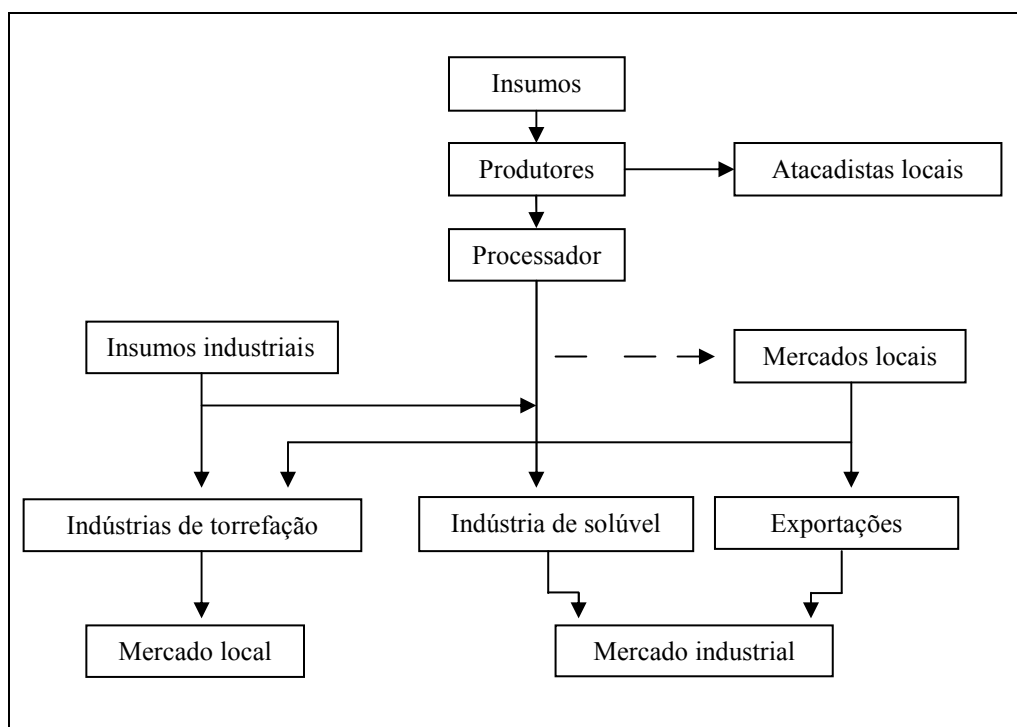 Insumos
Produtores
Atacadistas locais
Processador
Insumos industriais
Mercados locais
Indústrias de torrefação
Indústria de solúvel
Exportações
Mercado local
Mercado industrial